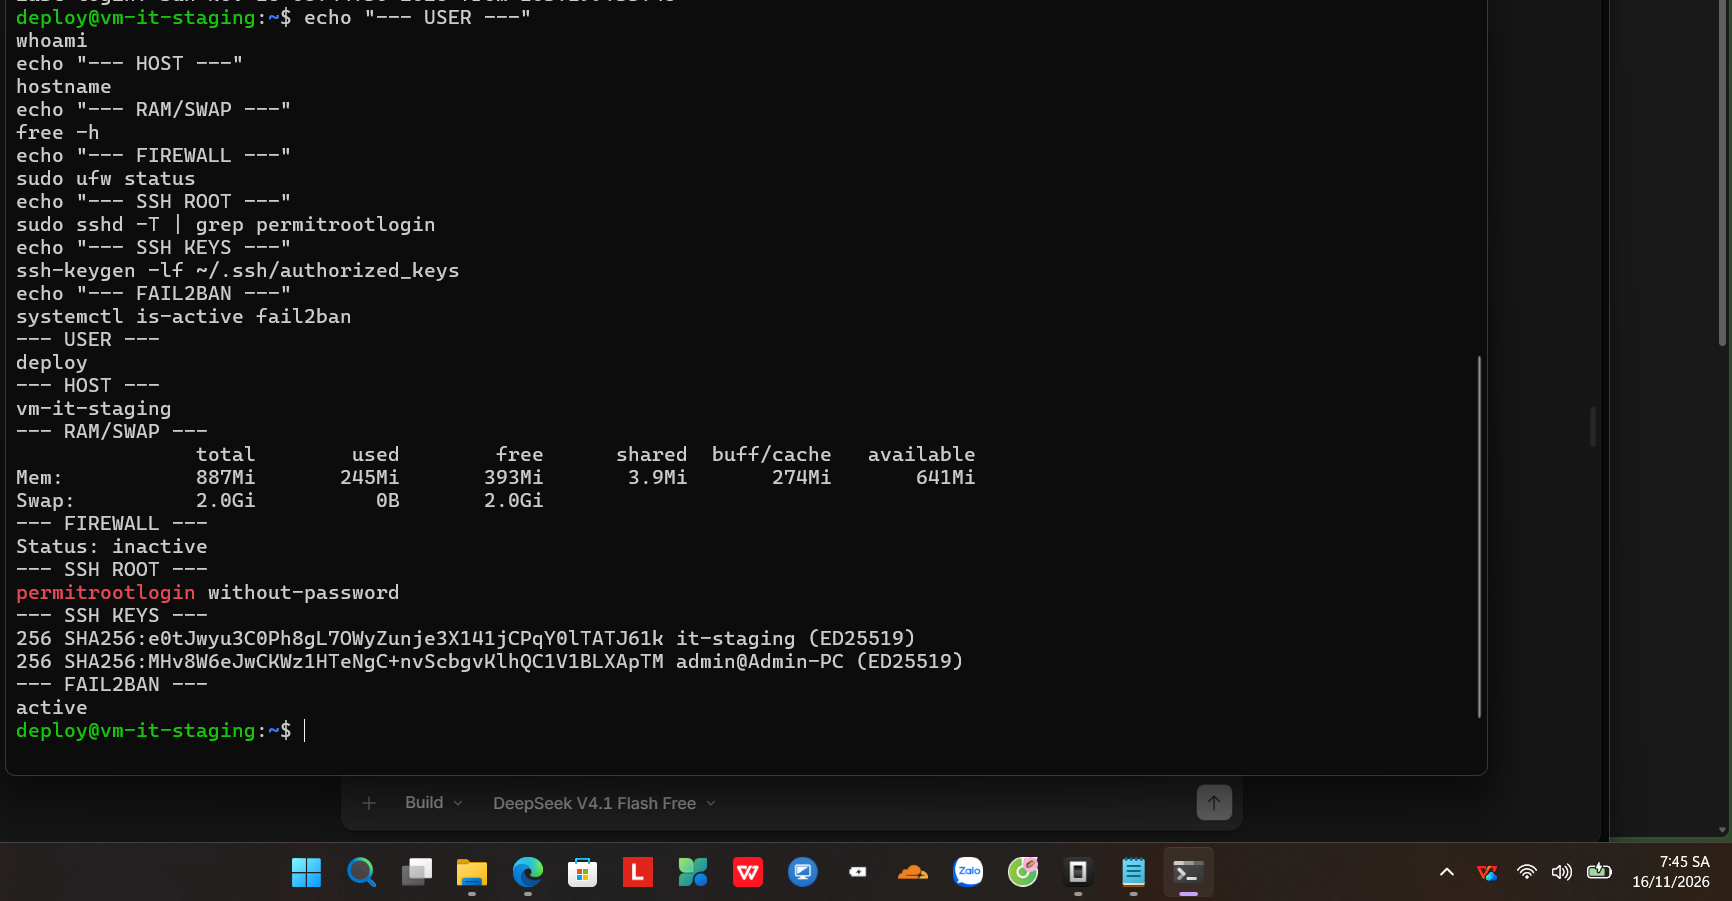 deploy@vm-it-staging:~$ echo "--- USER ---"
whoami
echo "--- HOST ---"
hostname
echo "--- RAM/SWAP ---"
free -h
echo "--- FIREWALL ---"
sudo ufw status
echo "--- SSH ROOT ---"
sudo sshd -T | grep permitrootlogin
echo "--- SSH KEYS ---"
ssh-keygen -lf ~/.ssh/authorized_keys
echo "--- FAIL2BAN ---"
systemctl is-active fail2ban
--- USER ---
deploy
--- HOST ---
vm-it-staging
--- RAM/SWAP ---
total used free shared buff/cache available
Mem: 887Mi 245Mi 393Mi 3.9Mi 274Mi 641Mi
Swap: 2.0Gi 0B 2.0Gi
--- FIREWALL ---
Status: inactive
--- SSH ROOT ---
permitrootlogin without-password
--- SSH KEYS ---
256 SHA256:e0tJwyu3C0Ph8gL7OWyZunje3X141jCPqY0lTATJ61k it-staging (ED25519)
256 SHA256:MHv8W6eJwCKWz1HTeNgC+nvScbgvKlhQC1V1BLXApTM admin@Admin-PC (ED25519)
--- FAIL2BAN ---
active
deploy@vm-it-staging:~$
Build
DeepSeek V4.1 Flash Free
L
Zalo
7:45 SA
16/11/2026